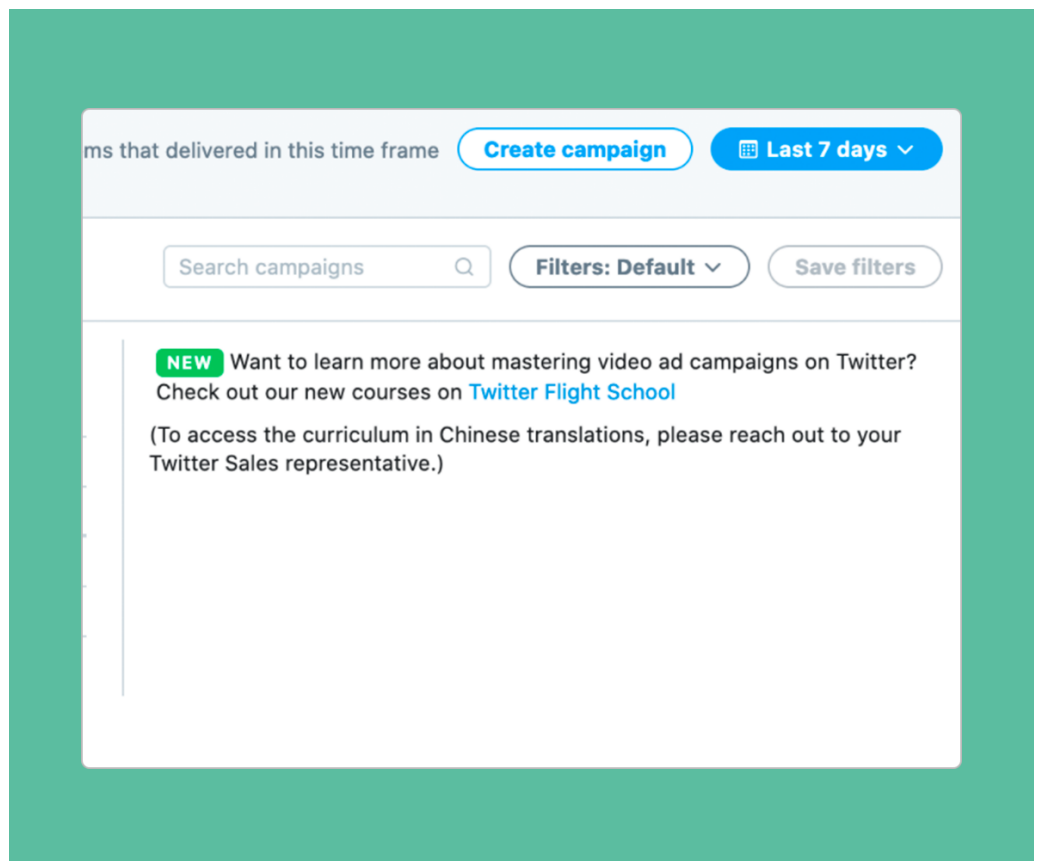 ms that delivered in this time frame Create campaign Last 7 days
Search campaigns Filters: Default Save filters
NEW Want to learn more about mastering video ad campaigns on Twitter?
Check out our new courses on Twitter Flight School
(To access the curriculum in Chinese translations, please reach out to your
Twitter Sales representative.)